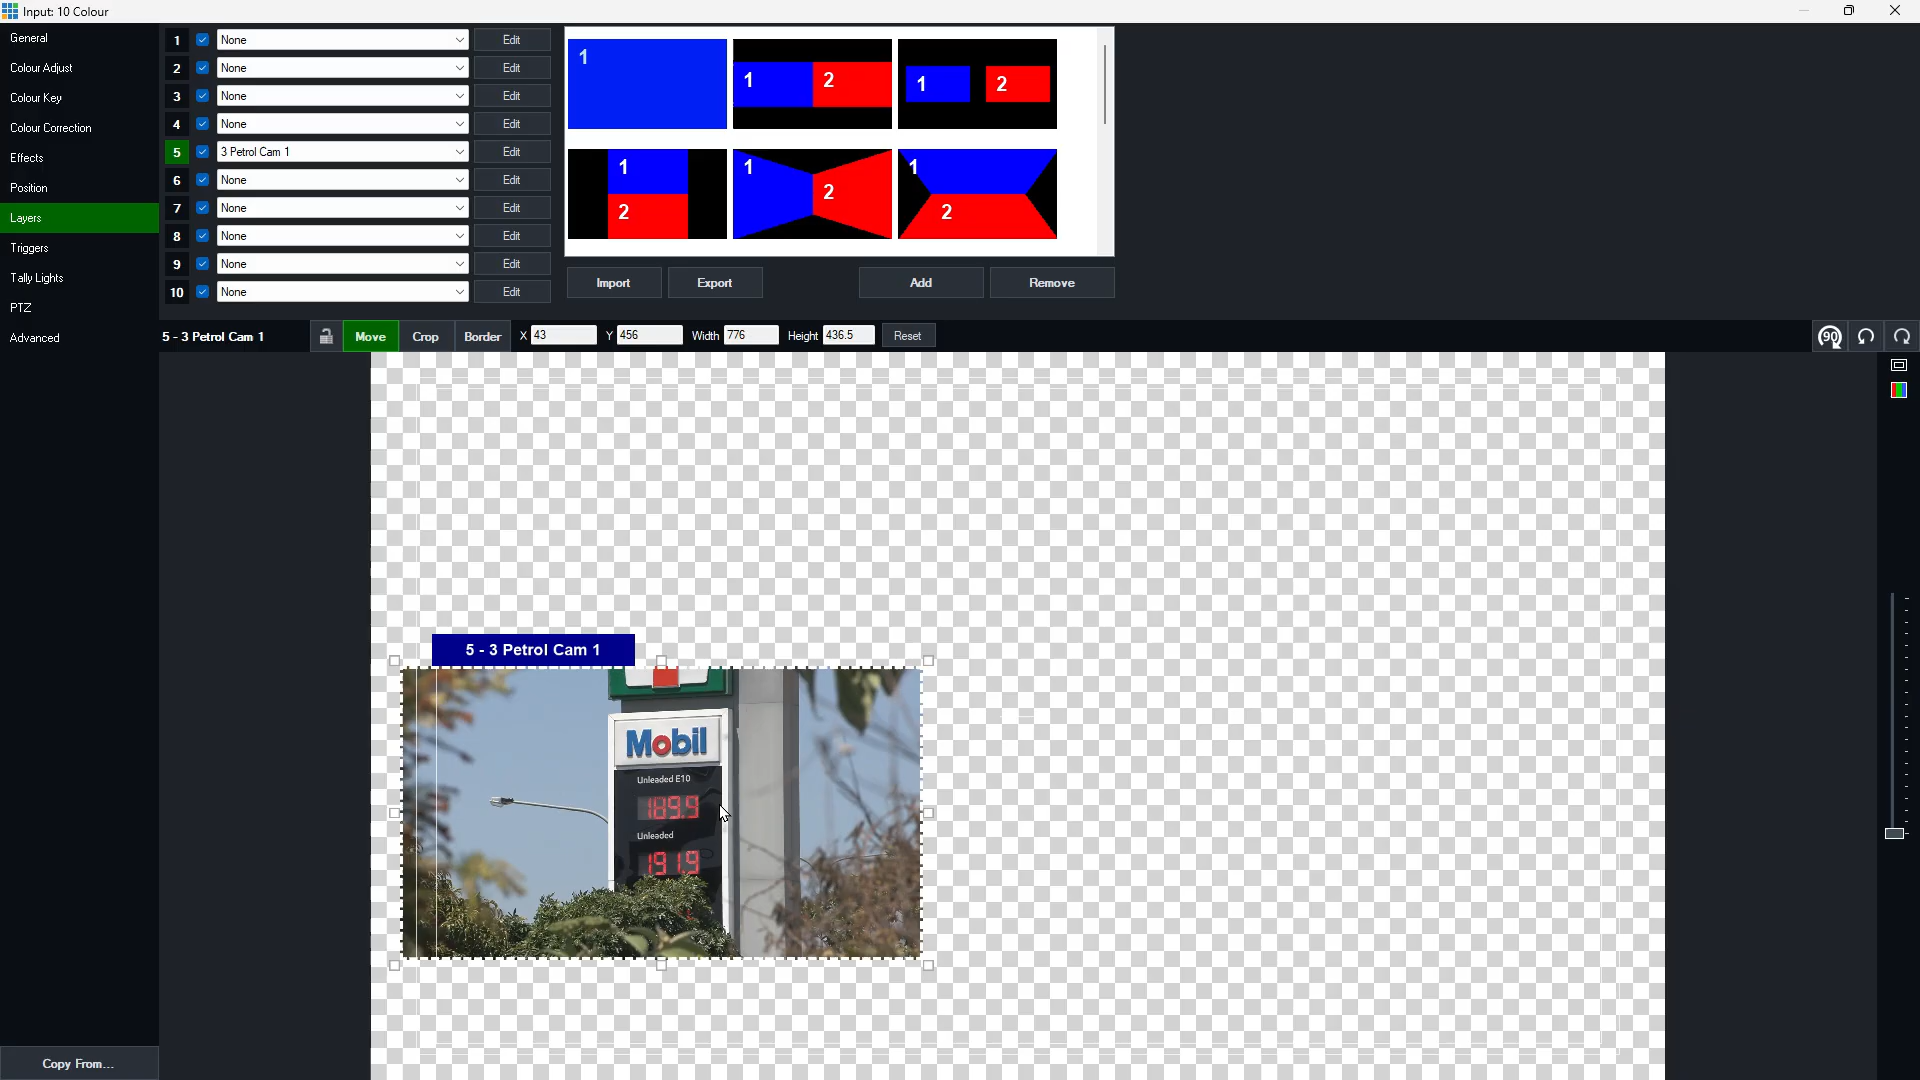 Input: 10 Colour
General
Colour Adjust
Colour Key
Colour Correction
Effects
Position
Layers
Triggers
Tally Lights
PTZ
Advanced
1 None Edit
2 None Edit
3 None Edit
4 None Edit
5 3 Petrol Cam 1 Edit
6 None Edit
7 None Edit
8 None Edit
9 None Edit
10 None Edit
1
1 2
1 2
1
2
1
2
1
2
Import Export Add Remove
5 - 3 Petrol Cam 1 Move Crop Border X 43 Y 456 Width 776 Height 436.5 Reset 90
5 - 3 Petrol Cam 1
Mobil
Unleaded E10
189.9
Unleaded
191.9
Copy From...